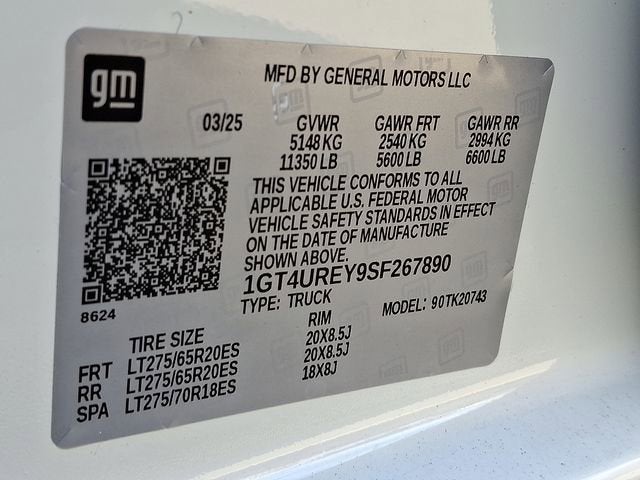 gm
MFD BY GENERAL MOTORS LLC
03/25 GVWR GAWR FRT GAWR RR
5148 KG 2540 KG 2994 KG
11350 LB 5600 LB 6600 LB
THIS VEHICLE CONFORMS TO ALL
APPLICABLE U.S. FEDERAL MOTOR
VEHICLE SAFETY STANDARDS IN EFFECT
ON THE DATE OF MANUFACTURE
SHOWN ABOVE.
1GT4UREY9SF267890
TYPE: TRUCK MODEL: 90TK20743
8624
TIRE SIZE RIM
FRT LT275/65R20ES 20X8.5J
RR LT275/65R20ES 20X8.5J
SPA LT275/70R18ES 18X8J